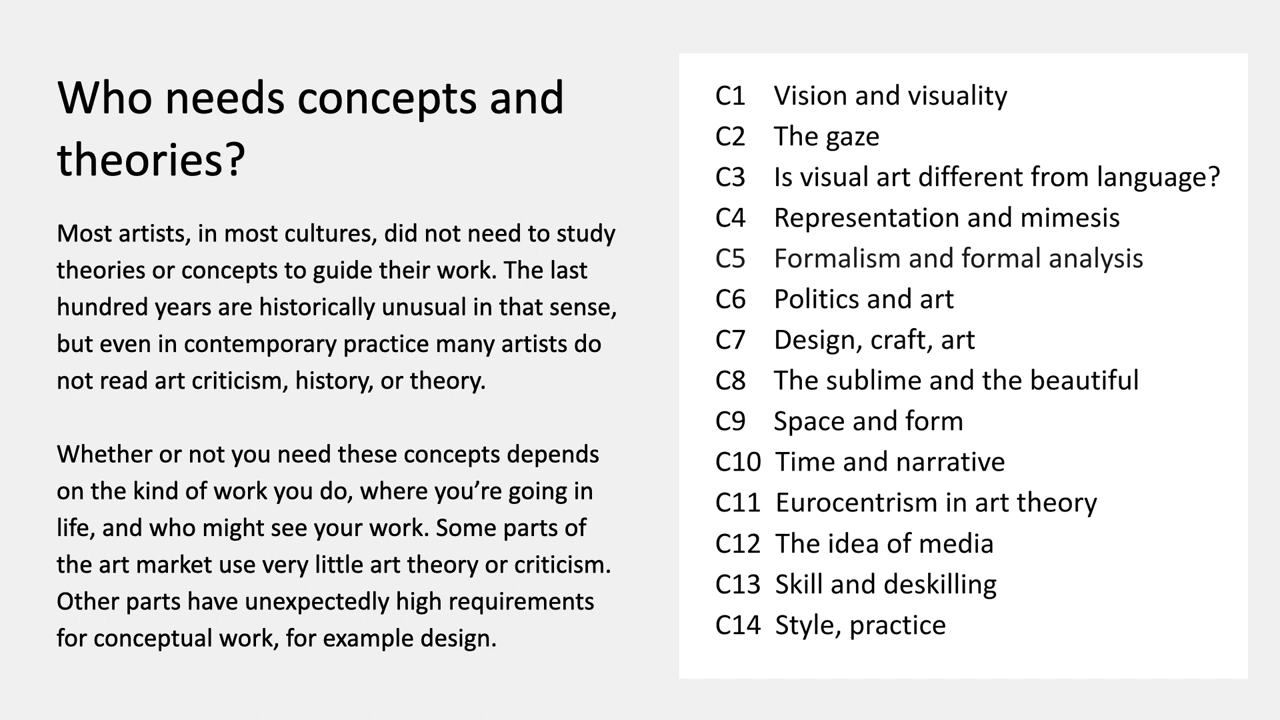 Who needs concepts and
theories?
Most artists, in most cultures, did not need to study
theories or concepts to guide their work. The last
hundred years are historically unusual in that sense,
but even in contemporary practice many artists do
not read art criticism, history, or theory.
Whether or not you need these concepts depends
on the kind of work you do, where you’re going in
life, and who might see your work. Some parts of
the art market use very little art theory or criticism.
Other parts have unexpectedly high requirements
for conceptual work, for example design.
C1 Vision and visuality
C2 The gaze
C3 Is visual art different from language?
C4 Representation and mimesis
C5 Formalism and formal analysis
C6 Politics and art
C7 Design, craft, art
C8 The sublime and the beautiful
C9 Space and form
C10 Time and narrative
C11 Eurocentrism in art theory
C12 The idea of media
C13 Skill and deskilling
C14 Style, practice